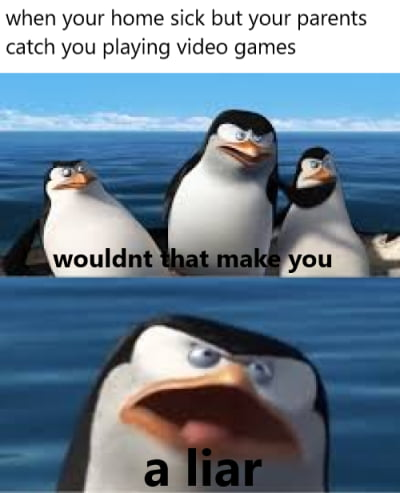 when your home sick but your parents
catch you playing video games
wouldnt that make you
a liar